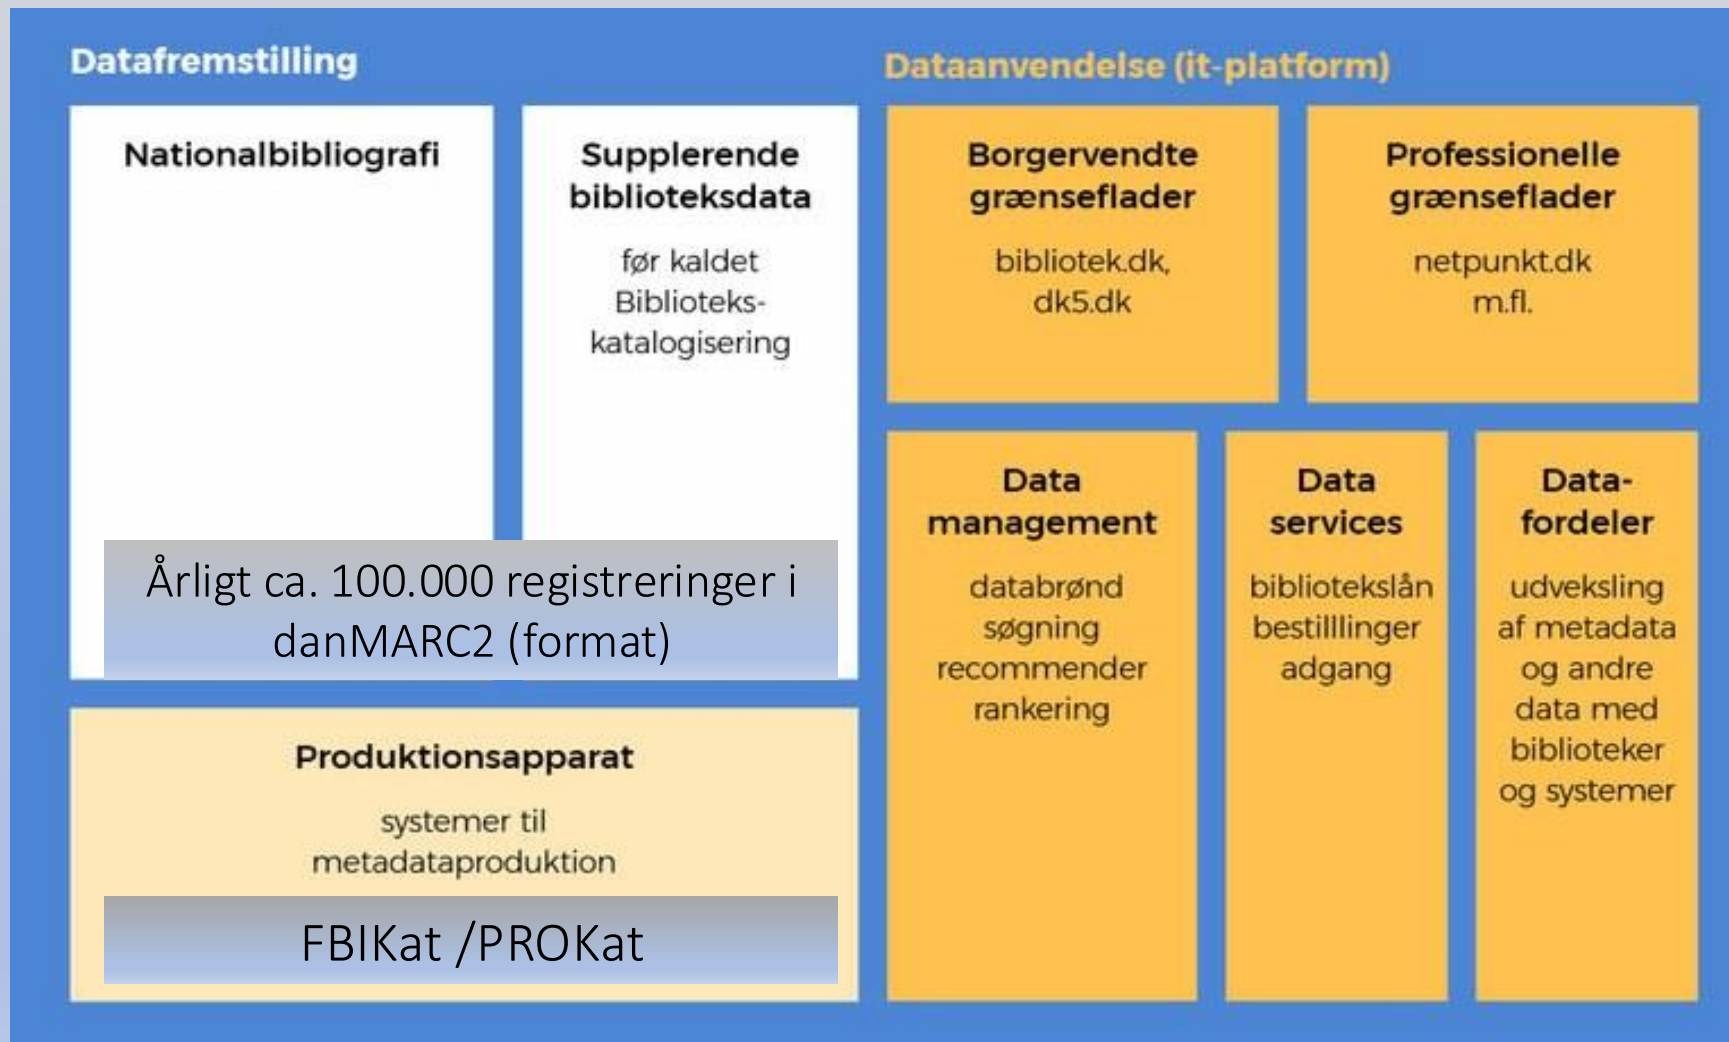 Datafremstilling
Nationalbibliografi
Supplerende
biblioteksdata
før kaldet
Biblioteks-
katalogisering
Årligt ca. 100.000 registreringer i
danMARC2 (format)
Produktionsapparat
systemer til
metadataproduktion
FBIKat /PROKat
Dataanvendelse (it-platform)
Borgervendte
grænseflader
bibliotek.dk,
dk5.dk
Professionelle
grænseflader
netpunkt.dk
m.fl.
Data
management
databrønd
søgning
recommender
rankering
Data
services
bibliotekslån
bestilllinger
adgang
Data-
fordeler
udveksling
af metadata
og andre
data med
biblioteker
og systemer